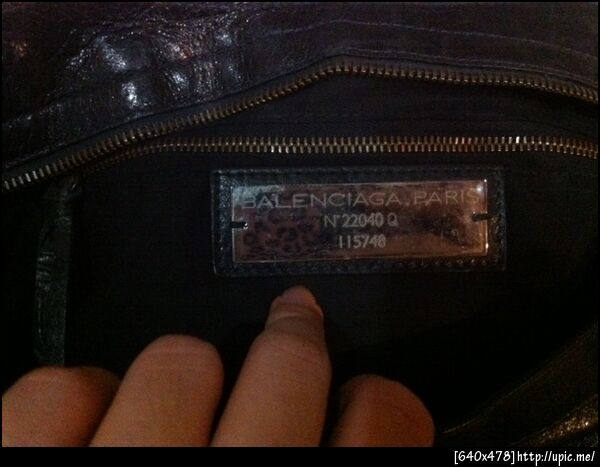 BALENCIAGA.PARIS
N°22040 Q
115748
[640x478]http://upic.me/